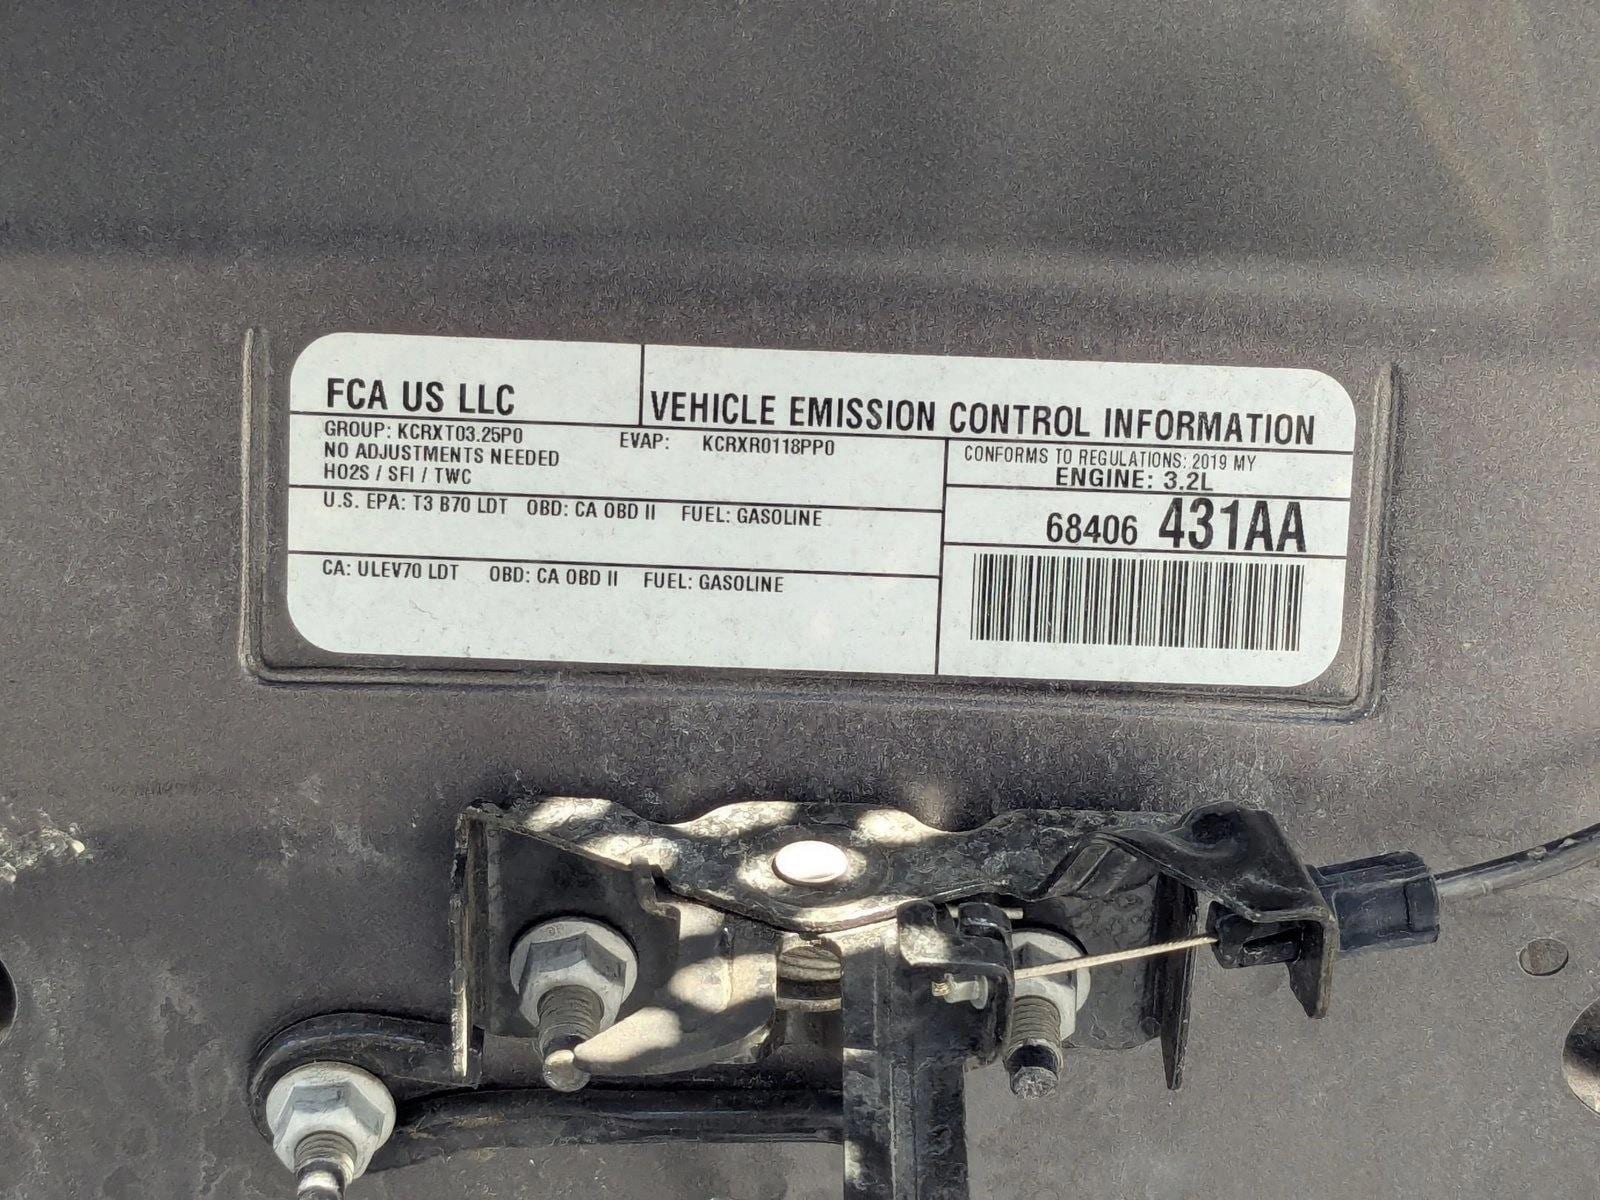 FCA US LLC
VEHICLE EMISSION CONTROL INFORMATION
GROUP: KCRXT03.25P0 EVAP: KCRXR0118PP0
NO ADJUSTMENTS NEEDED
HO2S / SFI / TWC
CONFORMS TO REGULATIONS: 2019 MY
ENGINE: 3.2L
U.S. EPA: T3 B70 LDT OBD: CA OBD II FUEL: GASOLINE
68406 431AA
CA: ULEV70 LDT OBD: CA OBD II FUEL: GASOLINE